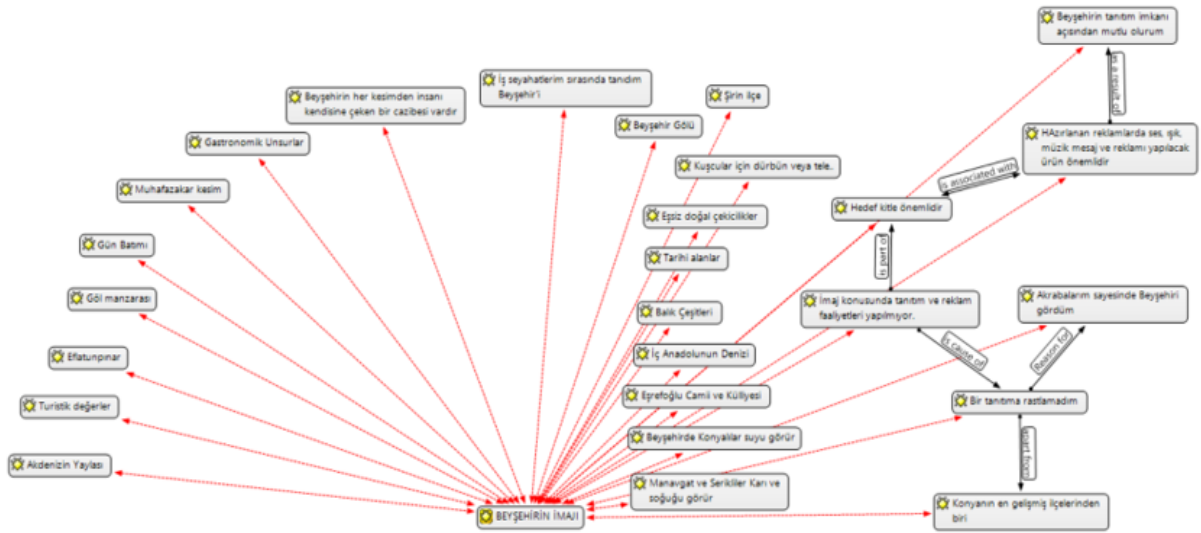 Beyşehirin tanıtım imkanı
açısından mutlu olurum
is a result of
İş seyahatlerim sırasında tanıdım
Beyşehir'i
Beyşehirin her kesimden insanı
kendisine çeken bir cazibesi vardır
Şirin ilçe
Beyşehir Gölü
HAzırlanan reklamlarda ses, ışık,
müzik mesaj ve reklamı yapılacak
ürün önemlidir
Gastronomik Unsurlar
Kuşcular için dürbün veya tele..
is associated with
Muhafazakar kesim
Hedef kitle önemlidir
Eşsiz doğal çekicilikler
Gün Batımı
is part of
Tarihi alanlar
Göl manzarası
İmaj konusunda tanıtım ve reklam
faaliyetleri yapılmıyor.
Akrabalarım sayesinde Beyşehiri
gördüm
Balık Çeşitleri
is cause of
Reason for
Eflatunpınar
İç Anadolunun Denizi
Eşrefoğlu Camii ve Külliyesi
Bir tanıtıma rastlamadım
Turistik değerler
Beyşehirde Konyalılar suyu görür
Akdenizin Yaylası
Manavgat ve Serikliler Karı ve
soğuğu görür
BEYŞEHİRİN İMAJI
Konyanın en gelişmiş ilçelerinden
biri